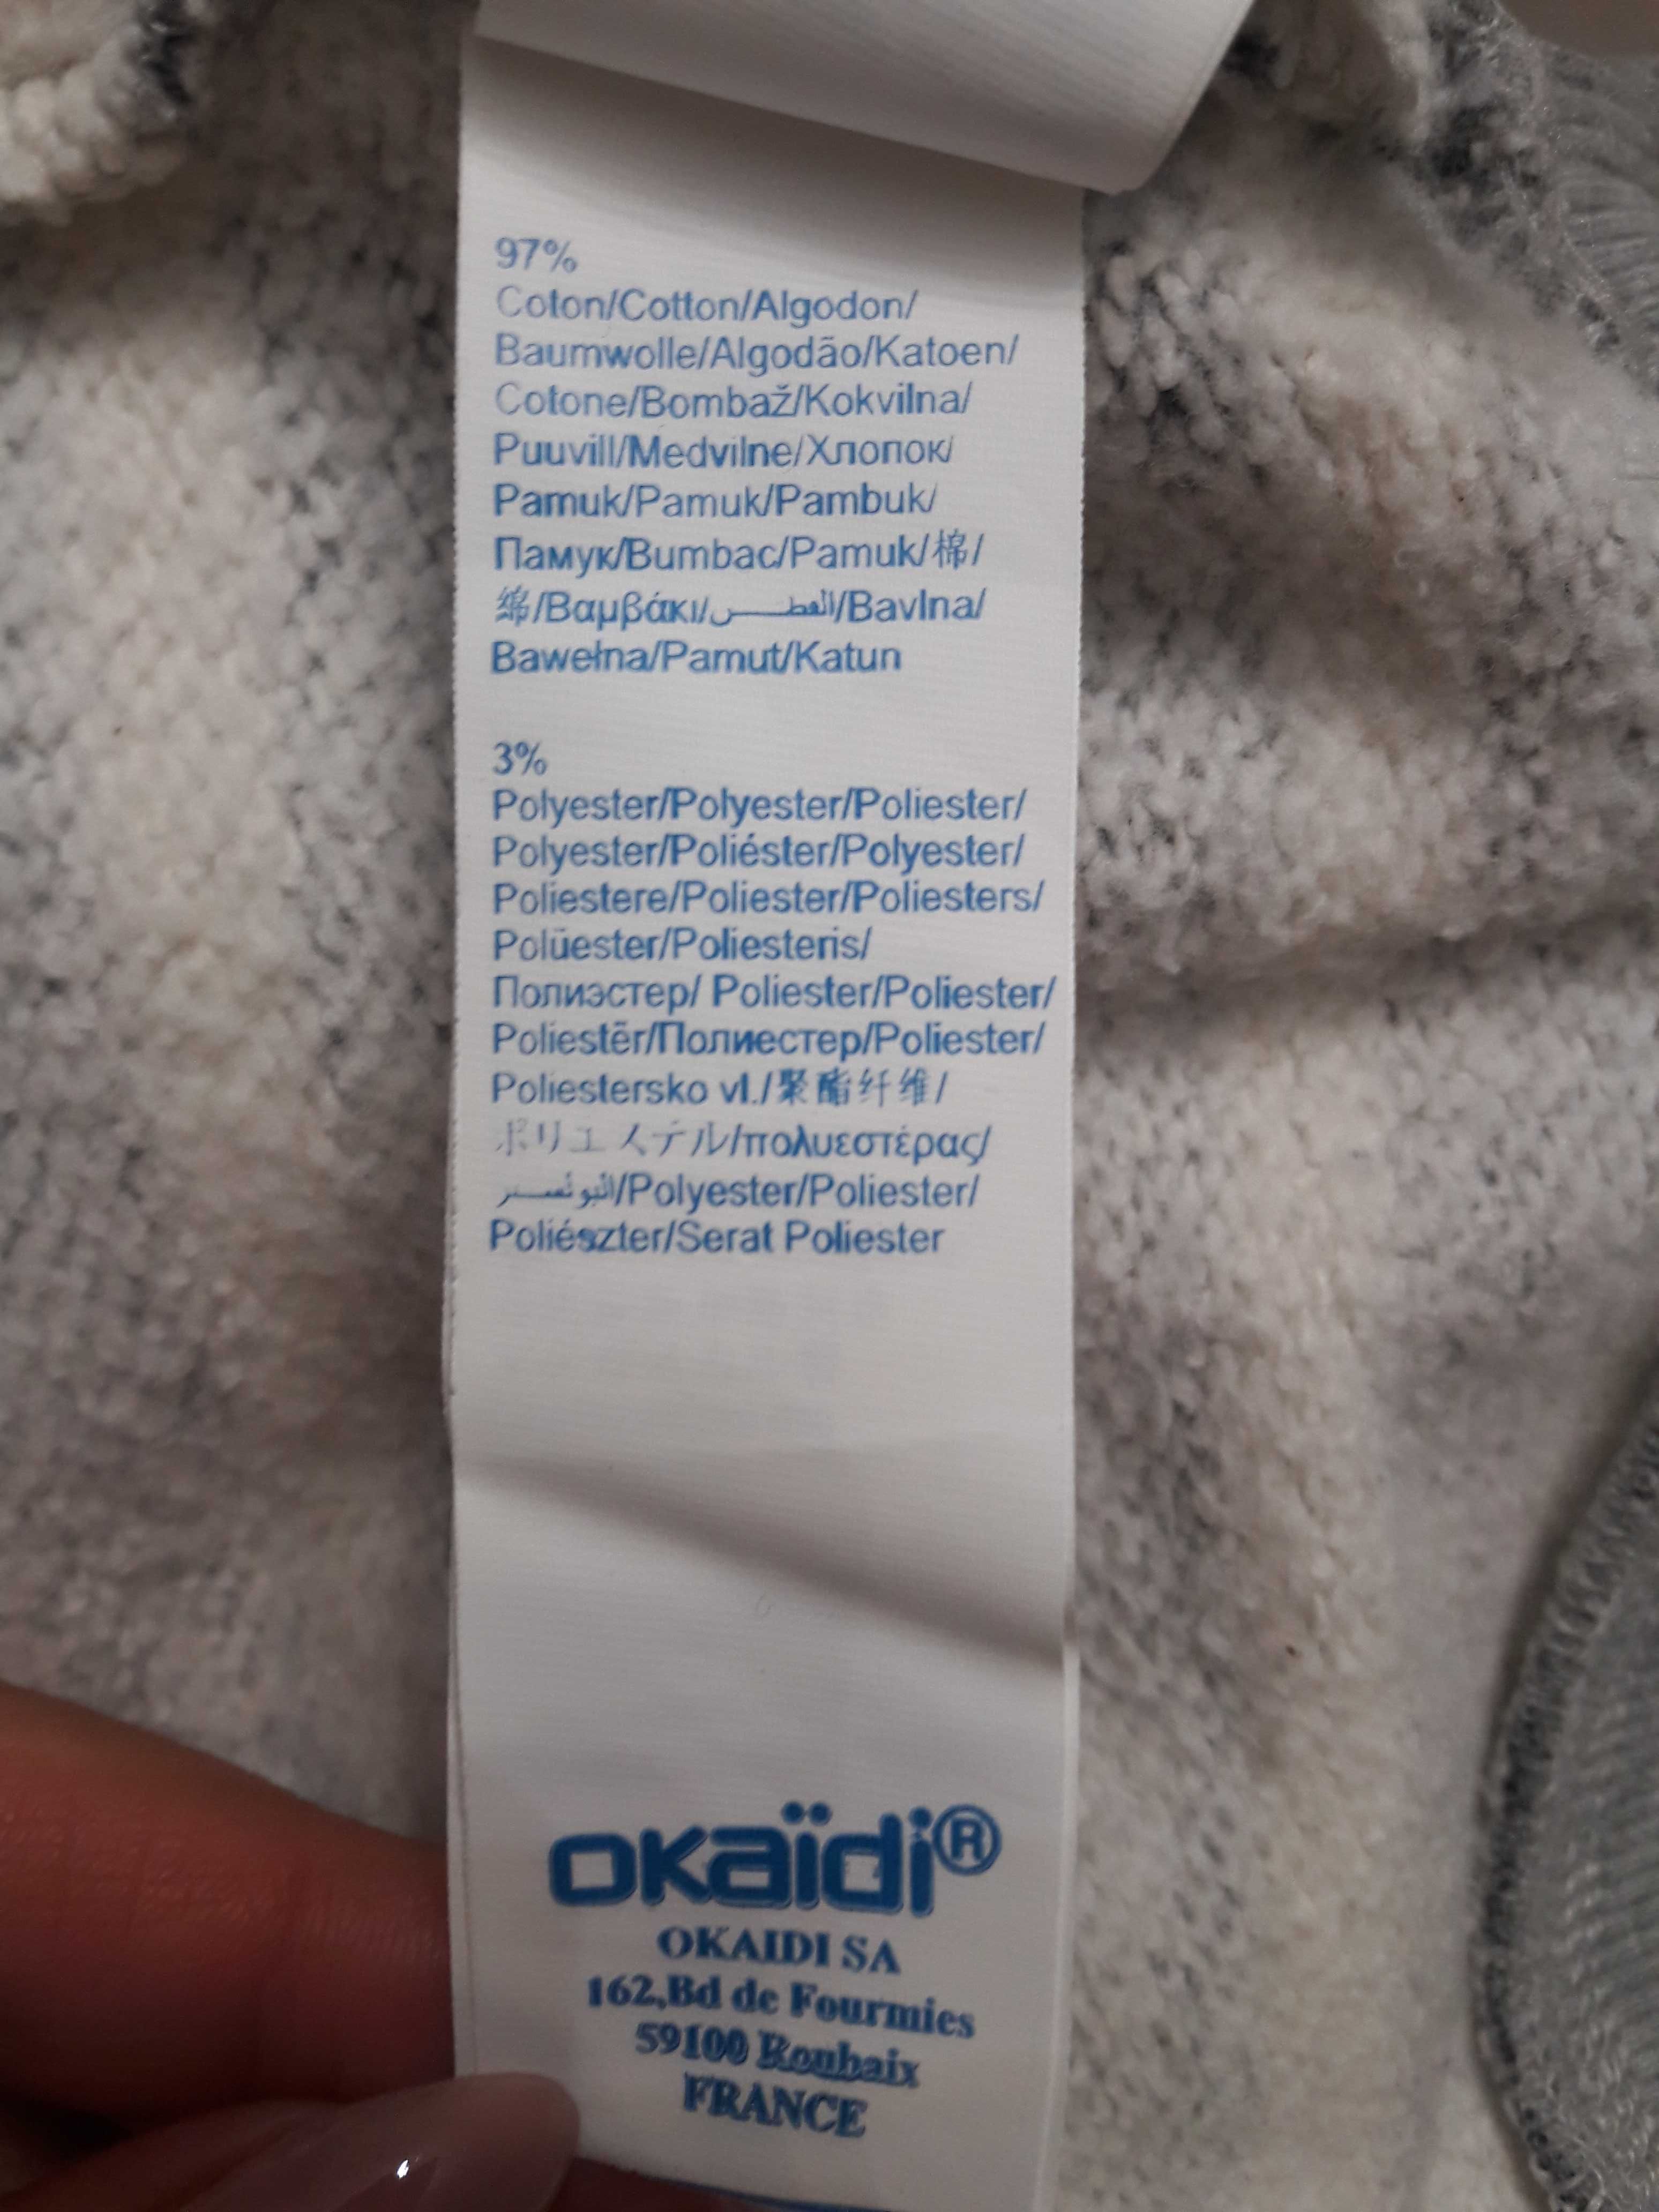 97%
Coton/Cotton/Algodon/
Baumwolle/Algodão/Katoen/
Cotone/Bombaž/Kokvilna/
Puuvill/Medvilne/Хлопок/
Pamuk/Pamuk/Pambuk/
Памук/Bumbac/Pamuk/棉/
綿/Βαμβάκι/القطن/Bavlna/
Bawełna/Pamut/Katun
3%
Polyester/Polyester/Poliester/
Polyester/Poliéster/Polyester/
Poliestere/Poliester/Poliesters/
Polüester/Poliesteris/
Полиэстер/ Poliester/Poliester/
Poliestër/Полиестер/Poliester/
Poliestersko vl./聚酯纤维/
ポリエステル/πολυεστέρας/
/Polyester/Poliester/
Poliészter/Serat Poliester
okaïdi®
OKAIDI SA
162,Bd de Fourmies
59100 Roubaix
FRANCE